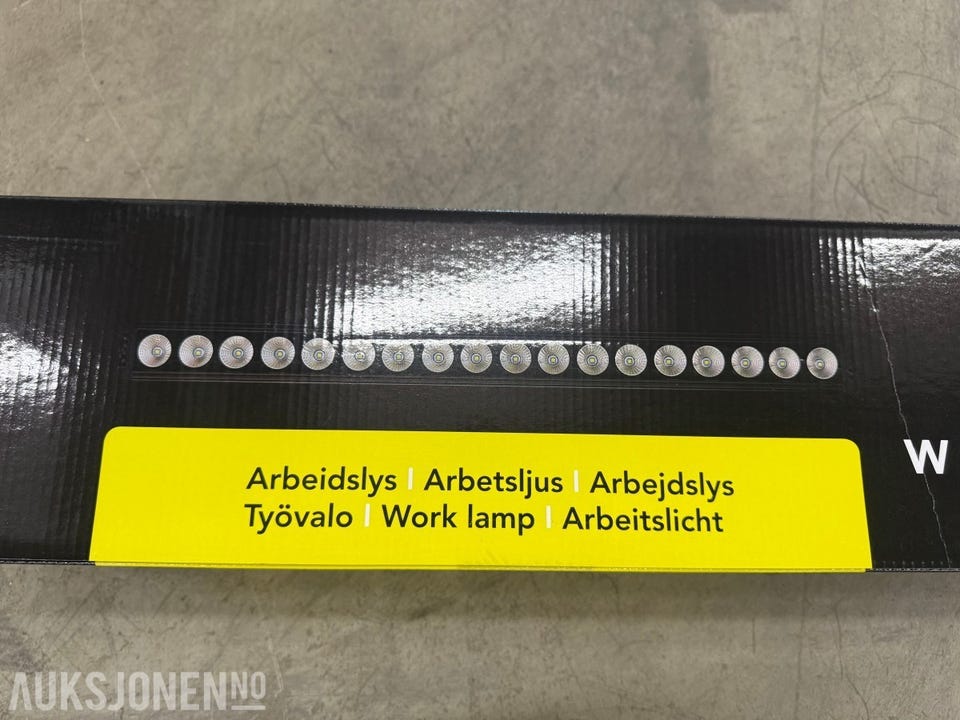 W
Arbeidslys | Arbetsljus | Arbejdslys
Työvalo | Work lamp | Arbeitslicht
AUKSJONEN NO